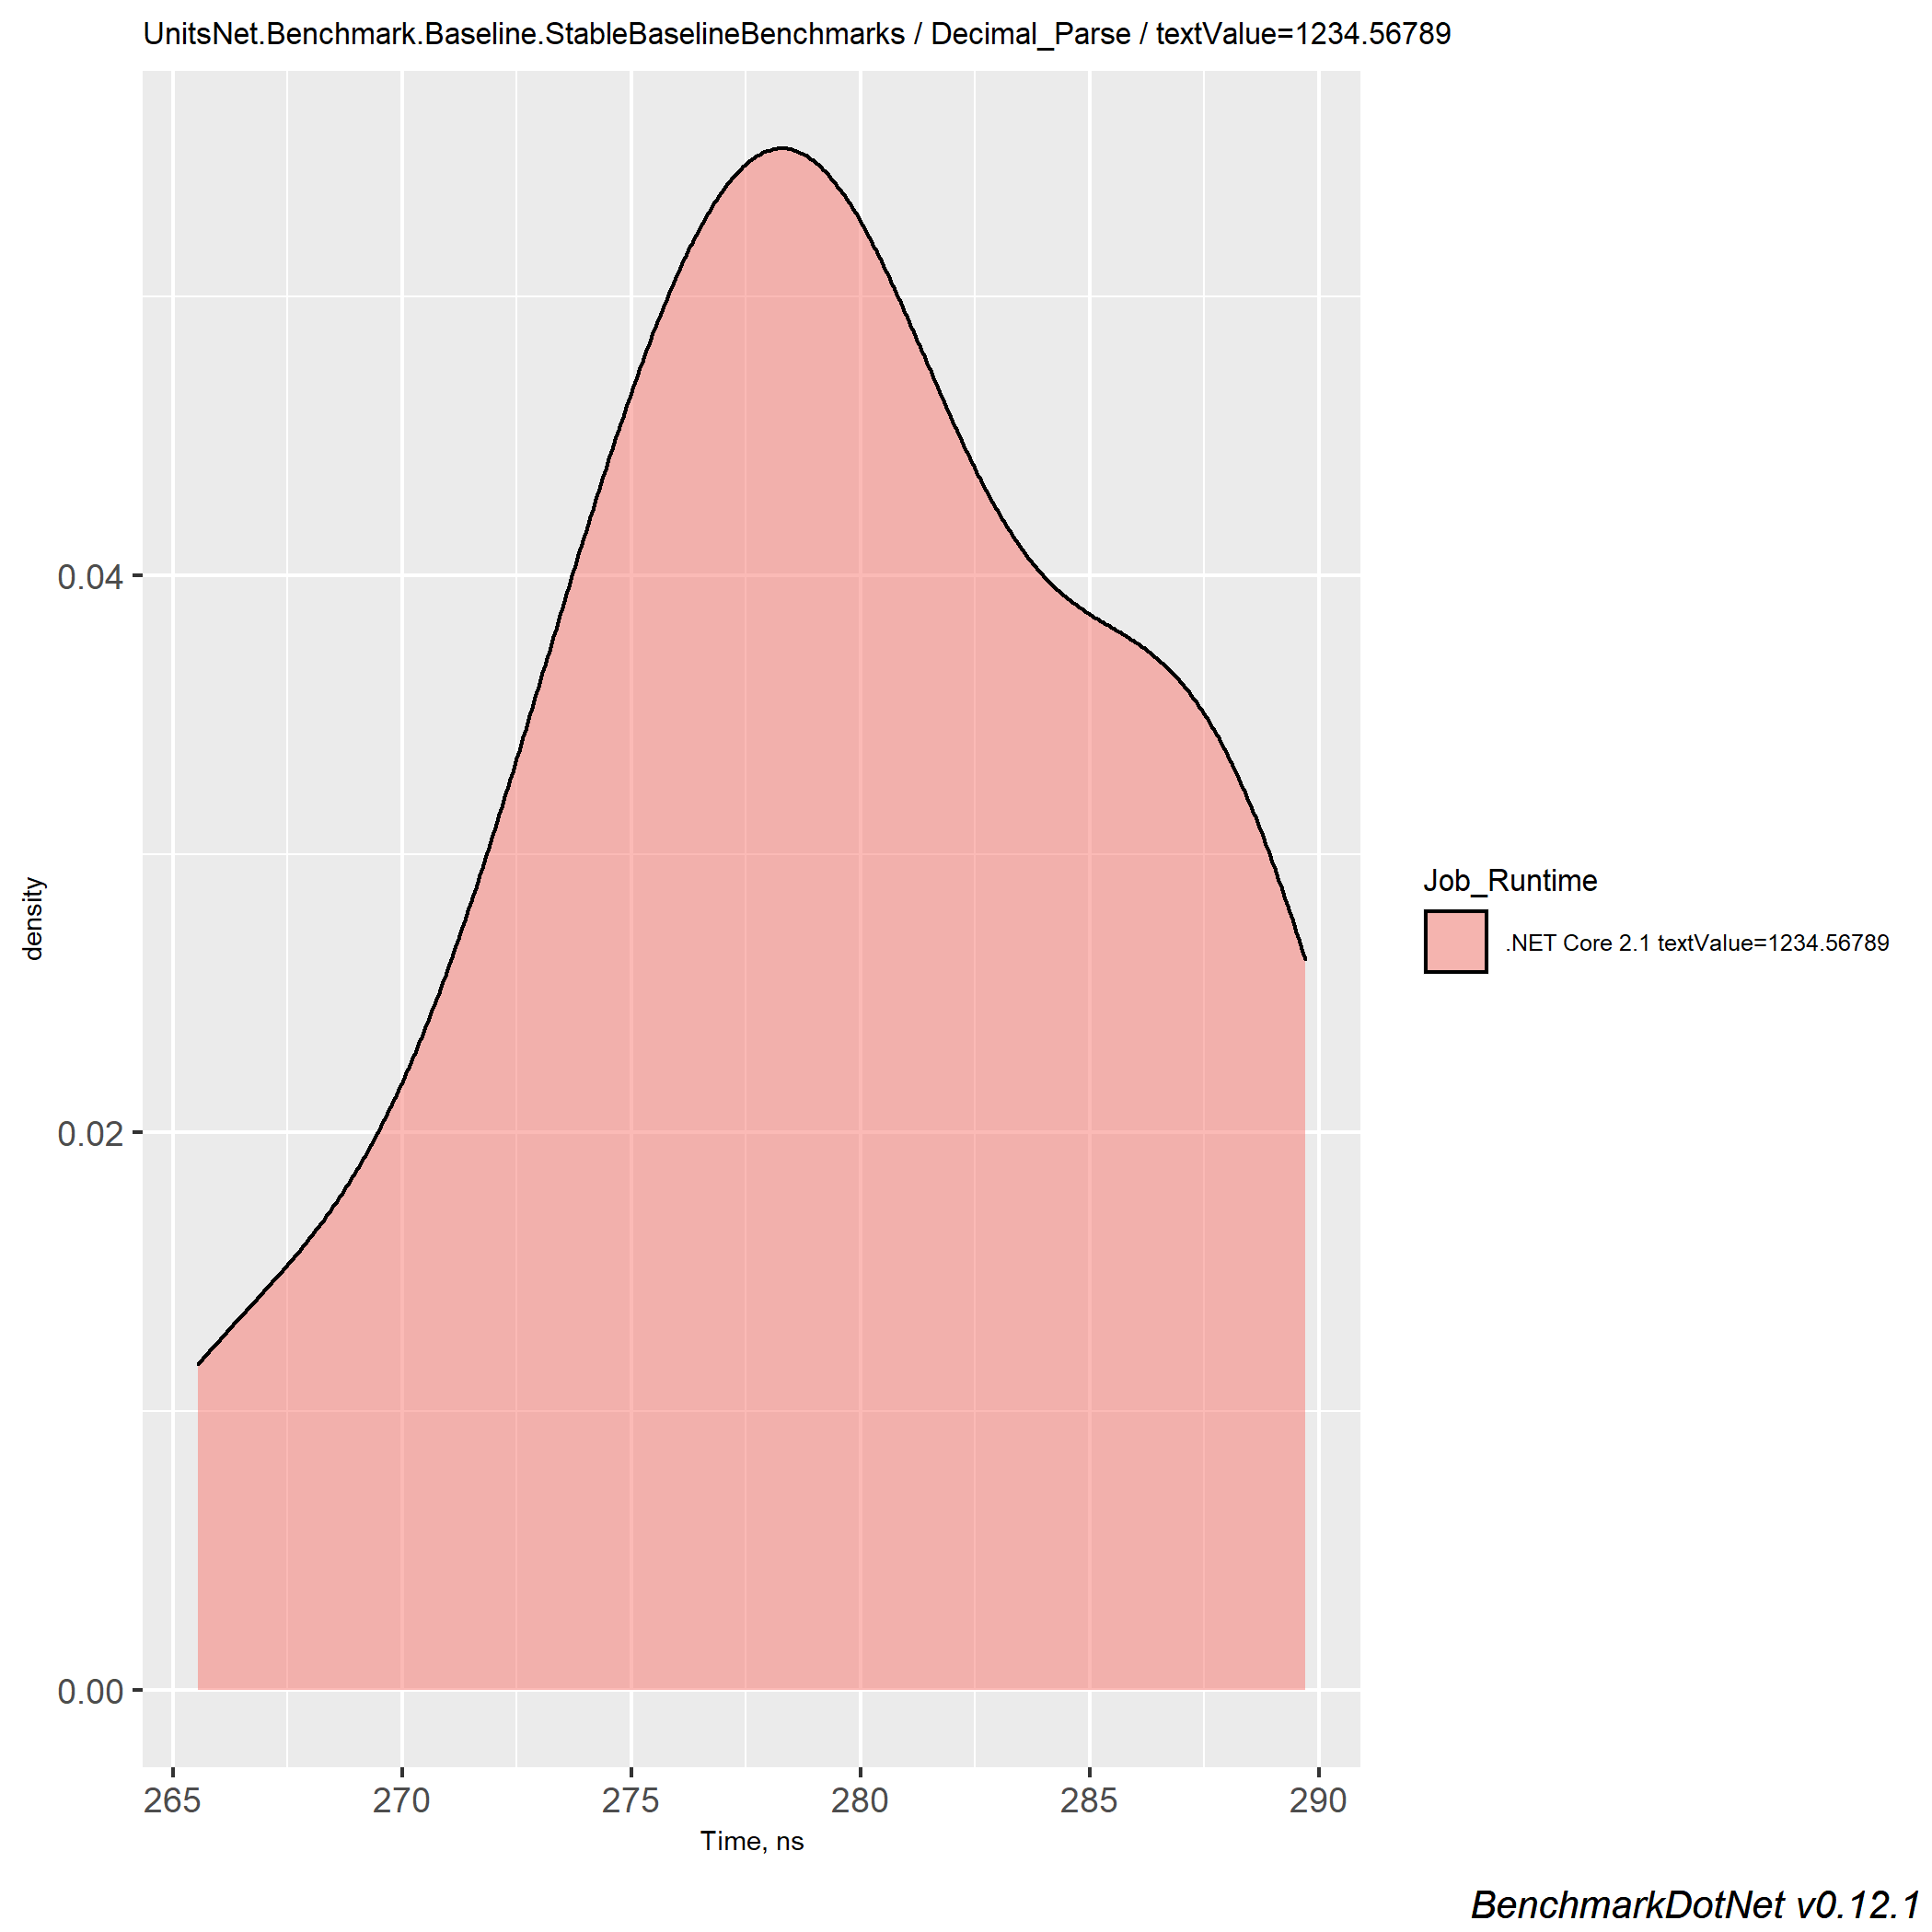 UnitsNet.Benchmark.Baseline.StableBaselineBenchmarks / Decimal_Parse / textValue=1234.56789
density
0.04
0.02
0.00
265 270 275 280 285 290
Time, ns
Job_Runtime
.NET Core 2.1 textValue=1234.56789
BenchmarkDotNet v0.12.1